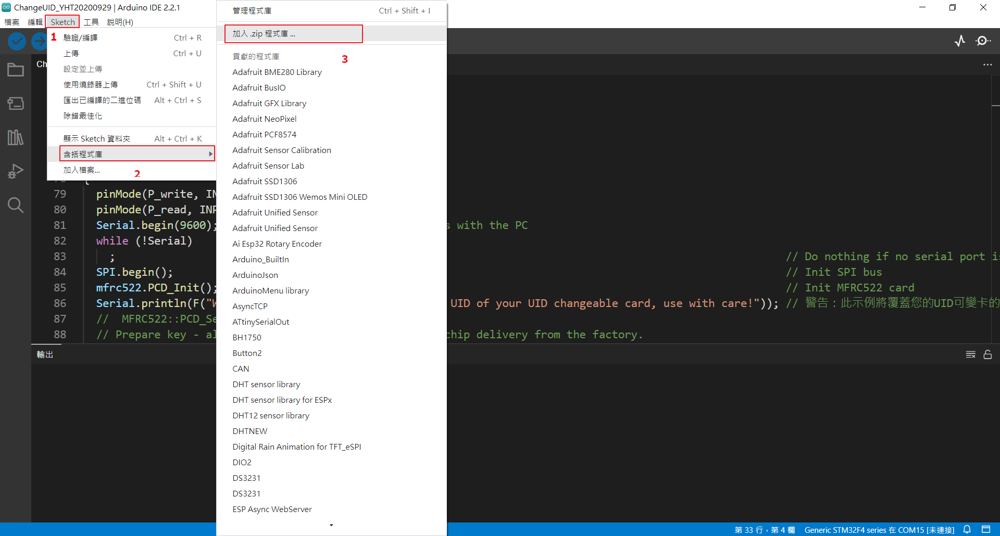 ChangeUID_YHT20200929 | Arduino IDE 2.2.1
檔案 編輯 Sketch 工具 說明(H)
1 驗證/編譯 Ctrl + R
上傳 Ctrl + U
設定並上傳
使用燒錄器上傳 Ctrl + Shift + U
匯出已編譯的二進位碼 Alt + Ctrl + S
除錯最佳化
顯示 Sketch 資料夾 Alt + Ctrl + K
含括程式庫
加入檔案...
2
管理程式庫 Ctrl + Shift + I
加入 .zip 程式庫 ...
3
貢獻的程式庫
Adafruit BME280 Library
Adafruit BusIO
Adafruit GFX Library
Adafruit NeoPixel
Adafruit PCF8574
Adafruit Sensor Calibration
Adafruit Sensor Lab
Adafruit SSD1306
Adafruit SSD1306 Wemos Mini OLED
Adafruit Unified Sensor
Adafruit Unified Sensor
Ai Esp32 Rotary Encoder
Arduino_BuiltIn
ArduinoJson
ArduinoMenu library
AsyncTCP
ATtinySerialOut
BH1750
Button2
CAN
DHT sensor library
DHT sensor library for ESPx
DHT12 sensor library
DHTNEW
Digital Rain Animation for TFT_eSPI
DIO2
DS3231
DS3231
ESP Async WebServer
Ch
79 pinMode(P_write, IN
80 pinMode(P_read, INP
81 Serial.begin(9600); s with the PC
82 while (!Serial)
83 ; // Do nothing if no serial port is
84 SPI.begin(); // Init SPI bus
85 mfrc522.PCD_Init(); // Init MFRC522 card
86 Serial.println(F("W UID of your UID changeable card, use with care!")); // 警告：此示例將覆蓋您的UID可變卡的
87 // MFRC522::PCD_Se
88 // Prepare key - al chip delivery from the factory.
輸出
第 33 行，第 4 欄 Generic STM32F4 series 在 COM15 [未連接]